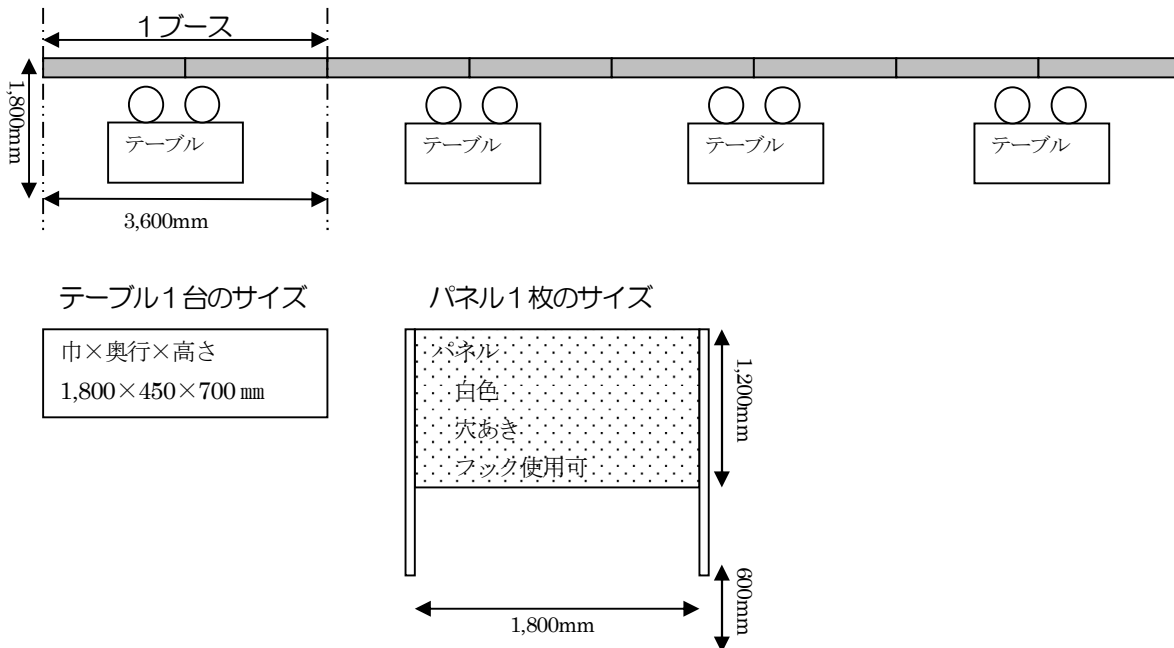 1ブース
1,800mm
テーブル
テーブル
テーブル
テーブル
3,600mm
テーブル1台のサイズ
巾×奥行×高さ
1,800×450×700㎜
パネル1枚のサイズ
パネル
白色
穴あき
フック使用可
1,200mm
600mm
1,800mm